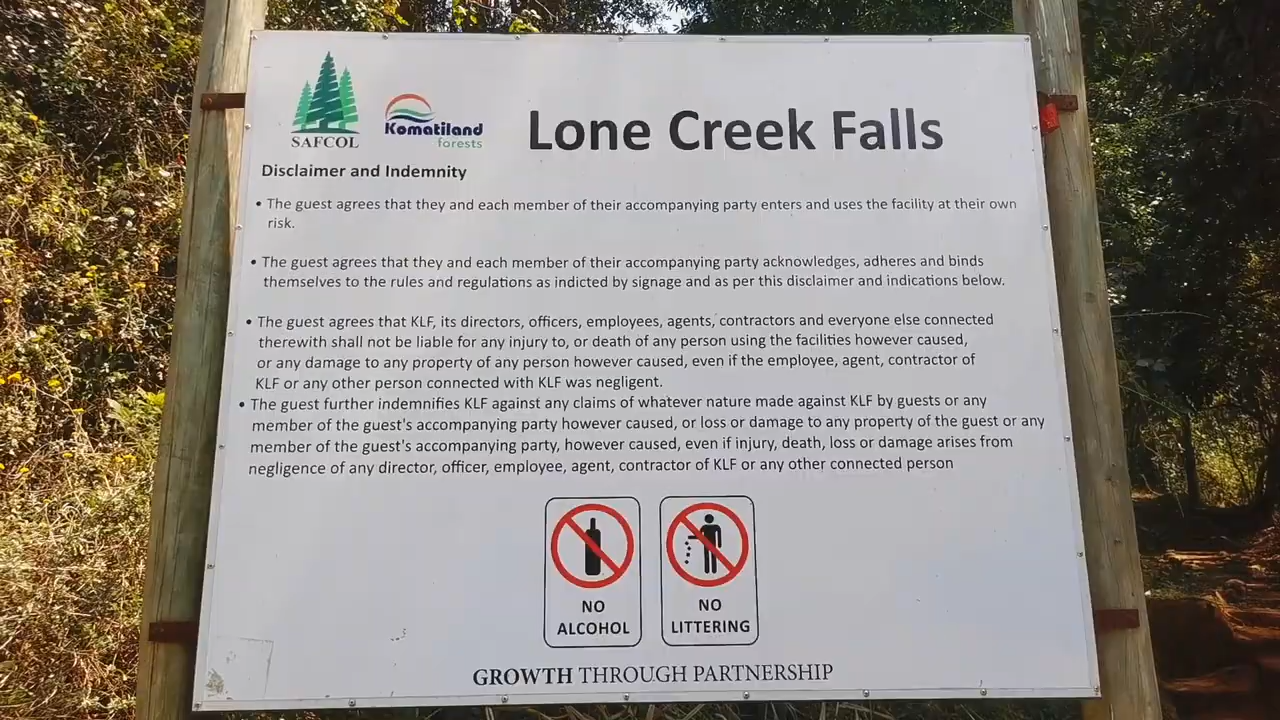 SAFCOL
Komatiland
forests
Lone Creek Falls
Disclaimer and Indemnity
• The guest agrees that they and each member of their accompanying party enters and uses the facility at their own
risk.
• The guest agrees that they and each member of their accompanying party acknowledges, adheres and binds
themselves to the rules and regulations as indicted by signage and as per this disclaimer and indications below.
• The guest agrees that KLF, its directors, officers, employees, agents, contractors and everyone else connected
therewith shall not be liable for any injury to, or death of any person using the facilities however caused,
or any damage to any property of any person however caused, even if the employee, agent, contractor of
KLF or any other person connected with KLF was negligent.
• The guest further indemnifies KLF against any claims of whatever nature made against KLF by guests or any
member of the guest's accompanying party however caused, or loss or damage to any property of the guest or any
member of the guest's accompanying party, however caused, even if injury, death, loss or damage arises from
negligence of any director, officer, employee, agent, contractor of KLF or any other connected person
NO
ALCOHOL
NO
LITTERING
GROWTH THROUGH PARTNERSHIP